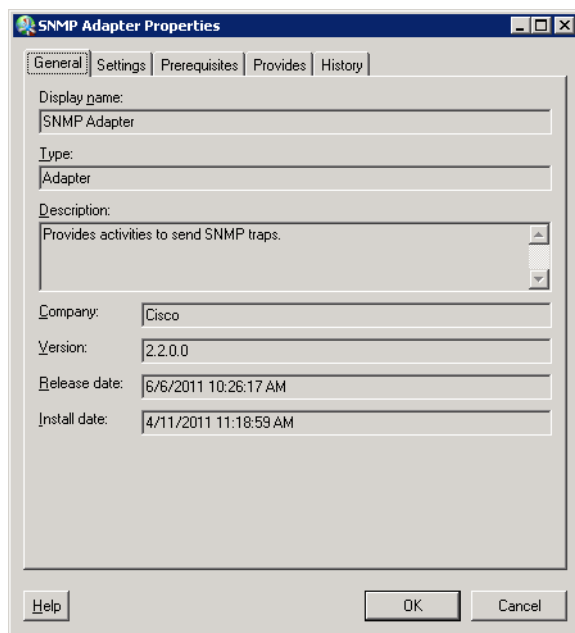 SNMP Adapter Properties
General Settings Prerequisites Provides History
Display name:
SNMP Adapter
Type:
Adapter
Description:
Provides activities to send SNMP traps.
Company: Cisco
Version: 2.2.0.0
Release date: 6/6/2011 10:26:17 AM
Install date: 4/11/2011 11:18:59 AM
Help OK Cancel